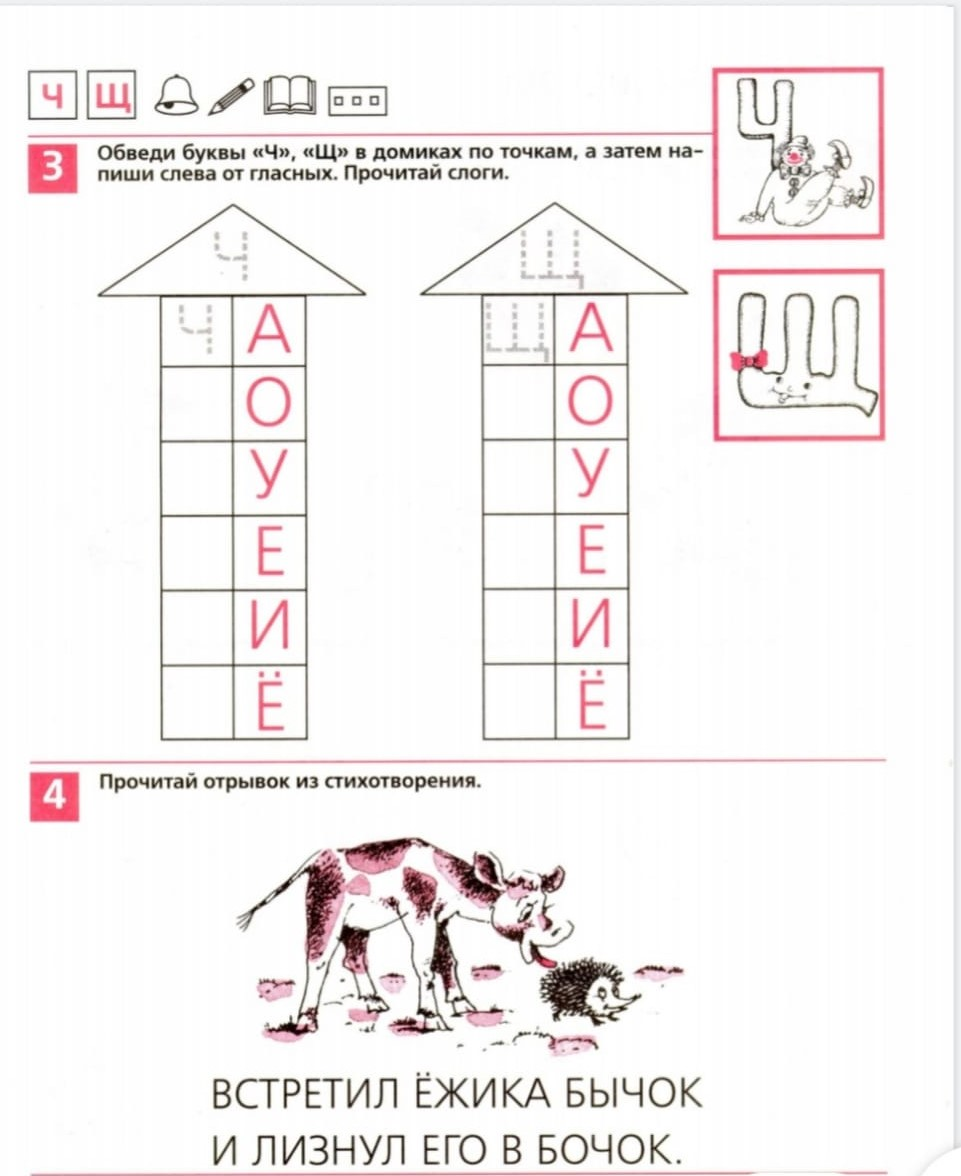 Ч Щ
3
Обведи буквы «Ч», «Щ» в домиках по точкам, а затем на-
пиши слева от гласных. Прочитай слоги.
Ч
Щ
Ч
Щ
Ч А
О
У
Е
И
Ё
Щ А
О
У
Е
И
Ё
4
Прочитай отрывок из стихотворения.
ВСТРЕТИЛ ЁЖИКА БЫЧОК
И ЛИЗНУЛ ЕГО В БОЧОК.